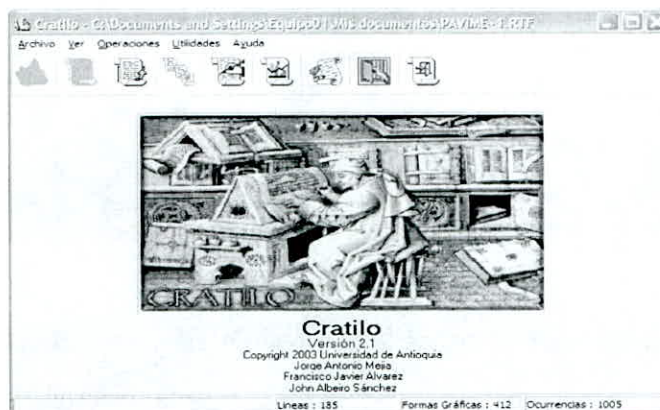 Cratilo - C:\Documents and Settings\Equipo01\Mis documentos\PAVIME - 1.RTF
Archivo Ver Operaciones Utilidades Ayuda
CRATILO
Cratilo
Versión 2.1
Copyright 2003 Universidad de Antioquia
Jorge Antonio Mejía
Francisco Javier Alvarez
John Albeiro Sánchez
Líneas : 185 Formas Gráficas : 412 Ocurrencias : 1005